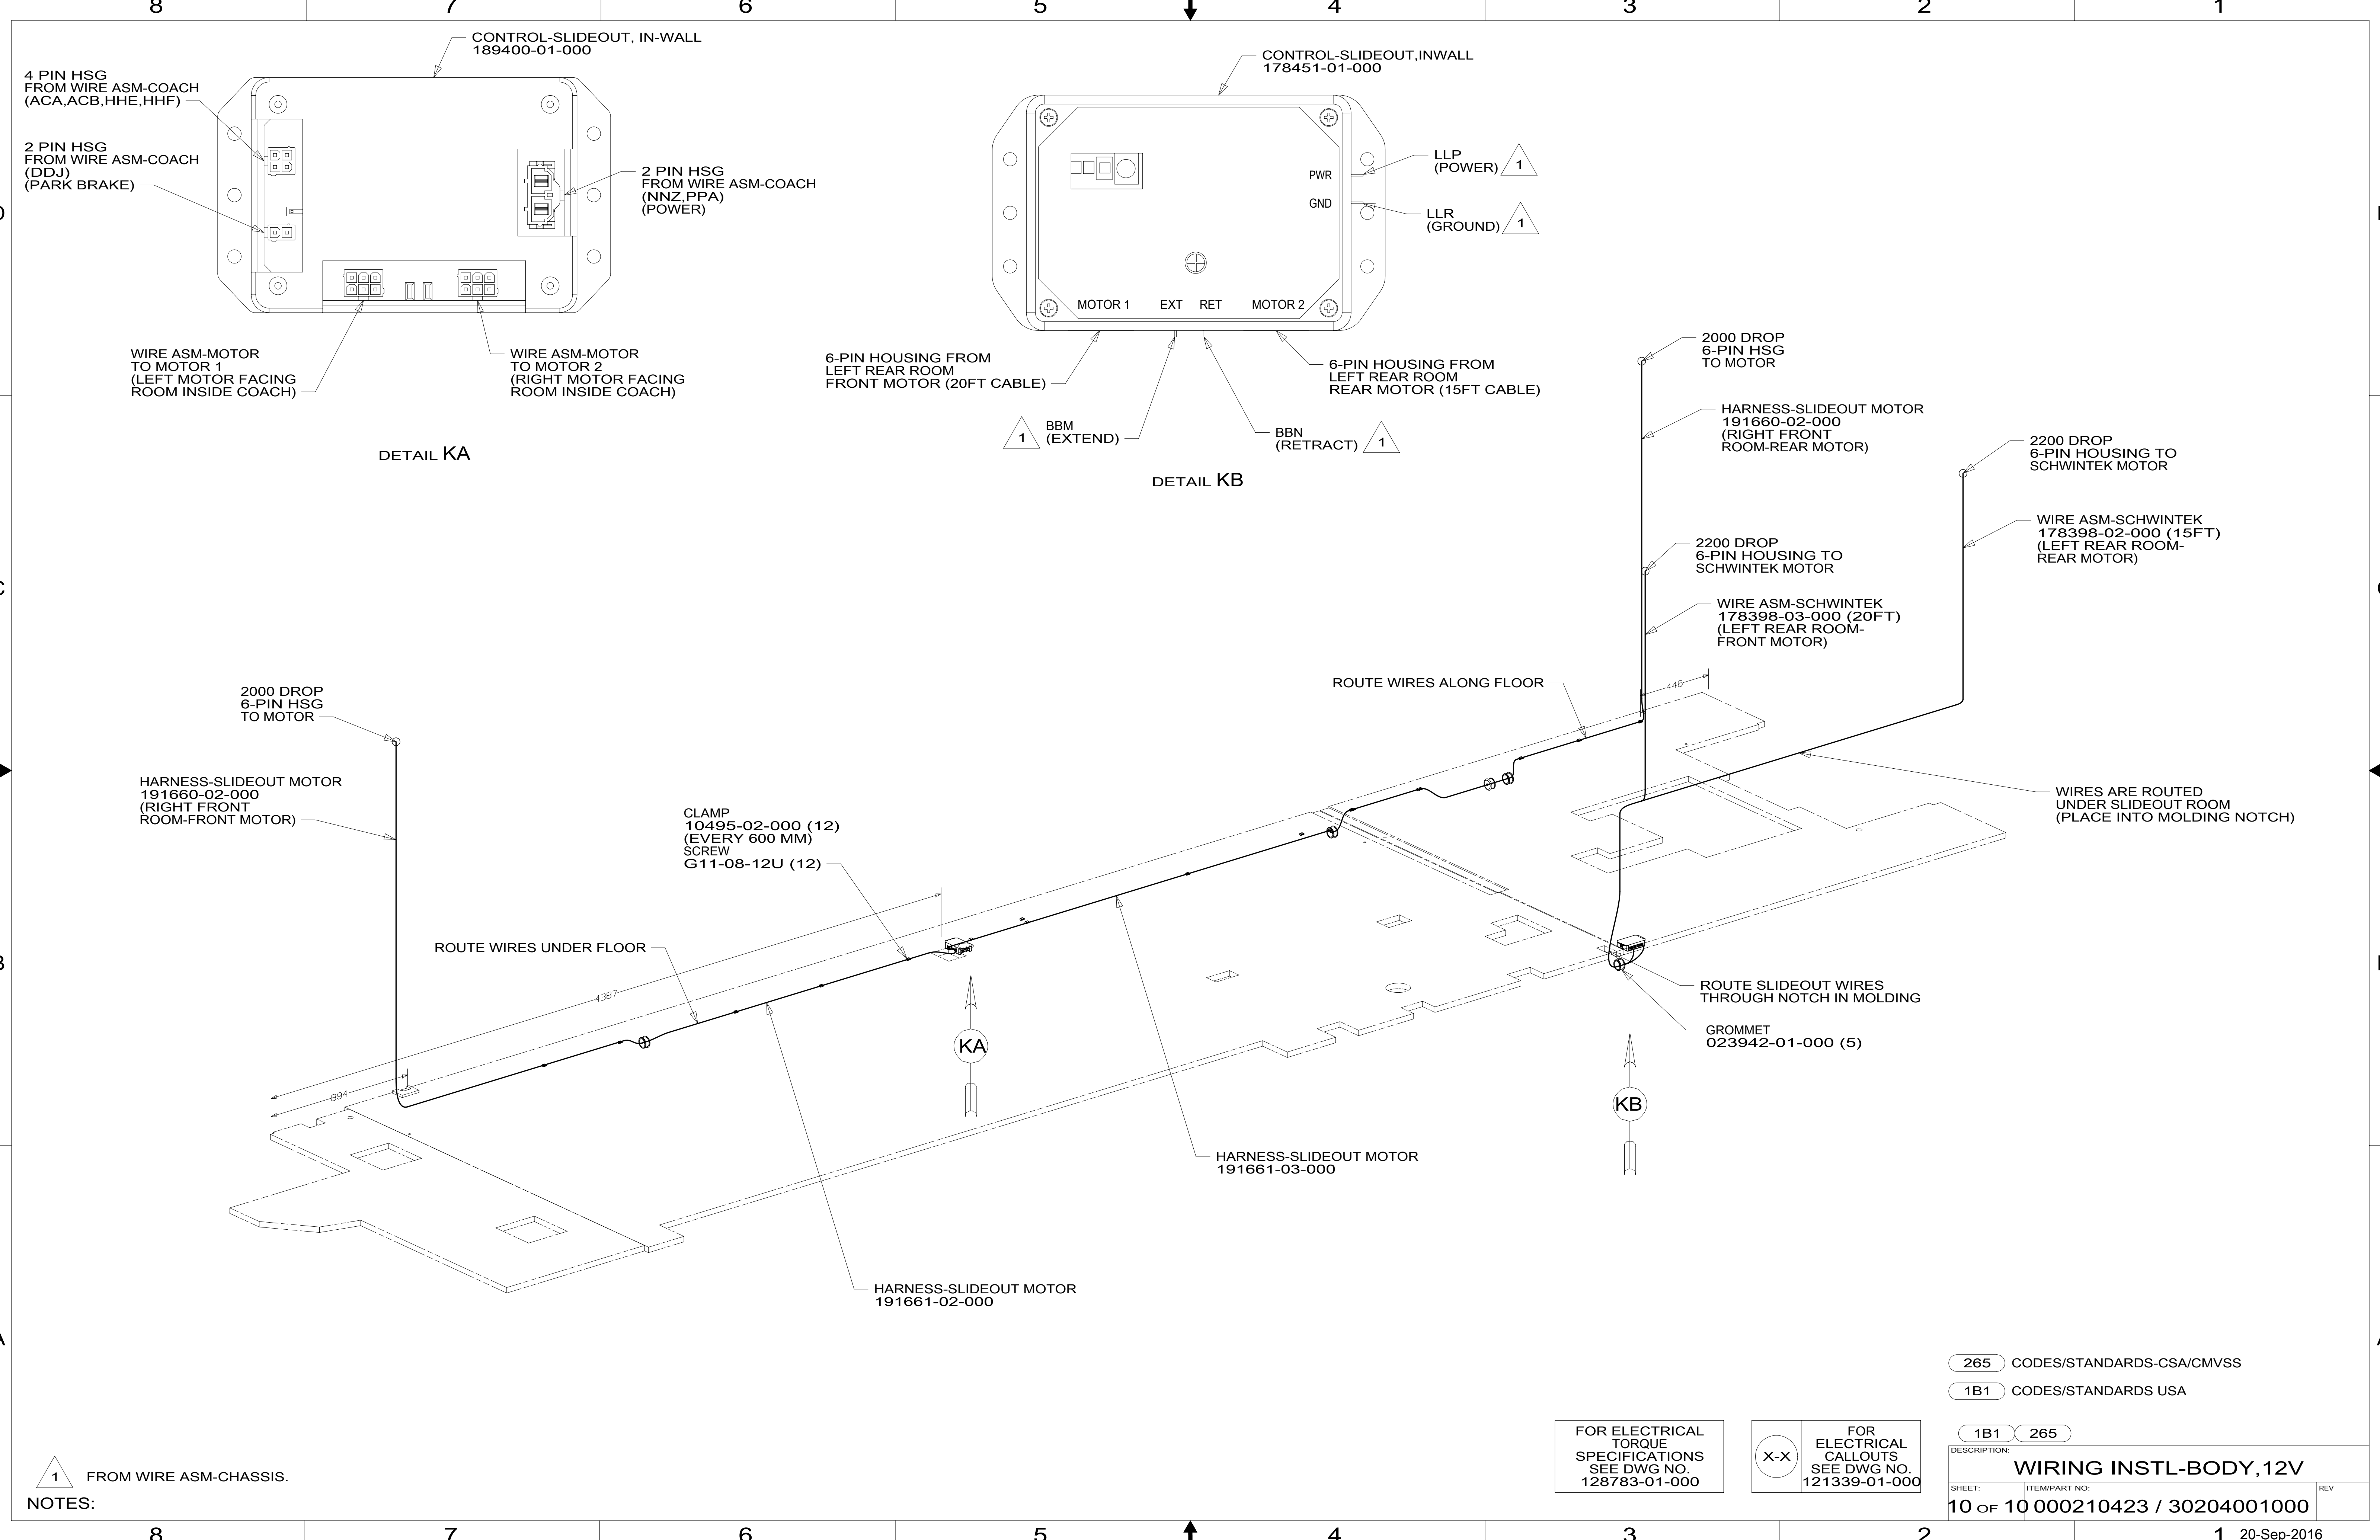 8 7 6 5 4 3 2 1
CONTROL-SLIDEOUT, IN-WALL
189400-01-000
4 PIN HSG
FROM WIRE ASM-COACH
(ACA,ACB,HHE,HHF)
2 PIN HSG
FROM WIRE ASM-COACH
(DDJ)
(PARK BRAKE)
2 PIN HSG
FROM WIRE ASM-COACH
(NNZ,PPA)
(POWER)
WIRE ASM-MOTOR
TO MOTOR 1
(LEFT MOTOR FACING
ROOM INSIDE COACH)
WIRE ASM-MOTOR
TO MOTOR 2
(RIGHT MOTOR FACING
ROOM INSIDE COACH)
DETAIL KA
CONTROL-SLIDEOUT,INWALL
178451-01-000
PWR
GND
MOTOR 1 EXT RET MOTOR 2
LLP
(POWER)
1
LLR
(GROUND)
1
6-PIN HOUSING FROM
LEFT REAR ROOM
FRONT MOTOR (20FT CABLE)
6-PIN HOUSING FROM
LEFT REAR ROOM
REAR MOTOR (15FT CABLE)
1
BBM
(EXTEND)
BBN
(RETRACT)
1
DETAIL KB
2000 DROP
6-PIN HSG
TO MOTOR
HARNESS-SLIDEOUT MOTOR
191660-02-000
(RIGHT FRONT
ROOM-REAR MOTOR)
2200 DROP
6-PIN HOUSING TO
SCHWINTEK MOTOR
WIRE ASM-SCHWINTEK
178398-02-000 (15FT)
(LEFT REAR ROOM-
REAR MOTOR)
2200 DROP
6-PIN HOUSING TO
SCHWINTEK MOTOR
WIRE ASM-SCHWINTEK
178398-03-000 (20FT)
(LEFT REAR ROOM-
FRONT MOTOR)
ROUTE WIRES ALONG FLOOR
446
2000 DROP
6-PIN HSG
TO MOTOR
HARNESS-SLIDEOUT MOTOR
191660-02-000
(RIGHT FRONT
ROOM-FRONT MOTOR)
CLAMP
10495-02-000 (12)
(EVERY 600 MM)
SCREW
G11-08-12U (12)
WIRES ARE ROUTED
UNDER SLIDEOUT ROOM
(PLACE INTO MOLDING NOTCH)
ROUTE WIRES UNDER FLOOR
4387
894
KA
ROUTE SLIDEOUT WIRES
THROUGH NOTCH IN MOLDING
GROMMET
023942-01-000 (5)
KB
HARNESS-SLIDEOUT MOTOR
191661-03-000
HARNESS-SLIDEOUT MOTOR
191661-02-000
265 CODES/STANDARDS-CSA/CMVSS
1B1 CODES/STANDARDS USA
1B1 265
FOR ELECTRICAL
TORQUE
SPECIFICATIONS
SEE DWG NO.
128783-01-000
X-X
FOR
ELECTRICAL
CALLOUTS
SEE DWG NO.
121339-01-000
DESCRIPTION:
WIRING INSTL-BODY,12V
SHEET: ITEM/PART NO: REV
10 OF 10 000210423 / 30204001000
1 FROM WIRE ASM-CHASSIS.
NOTES:
8 7 6 5 4 3 2 1
20-Sep-2016